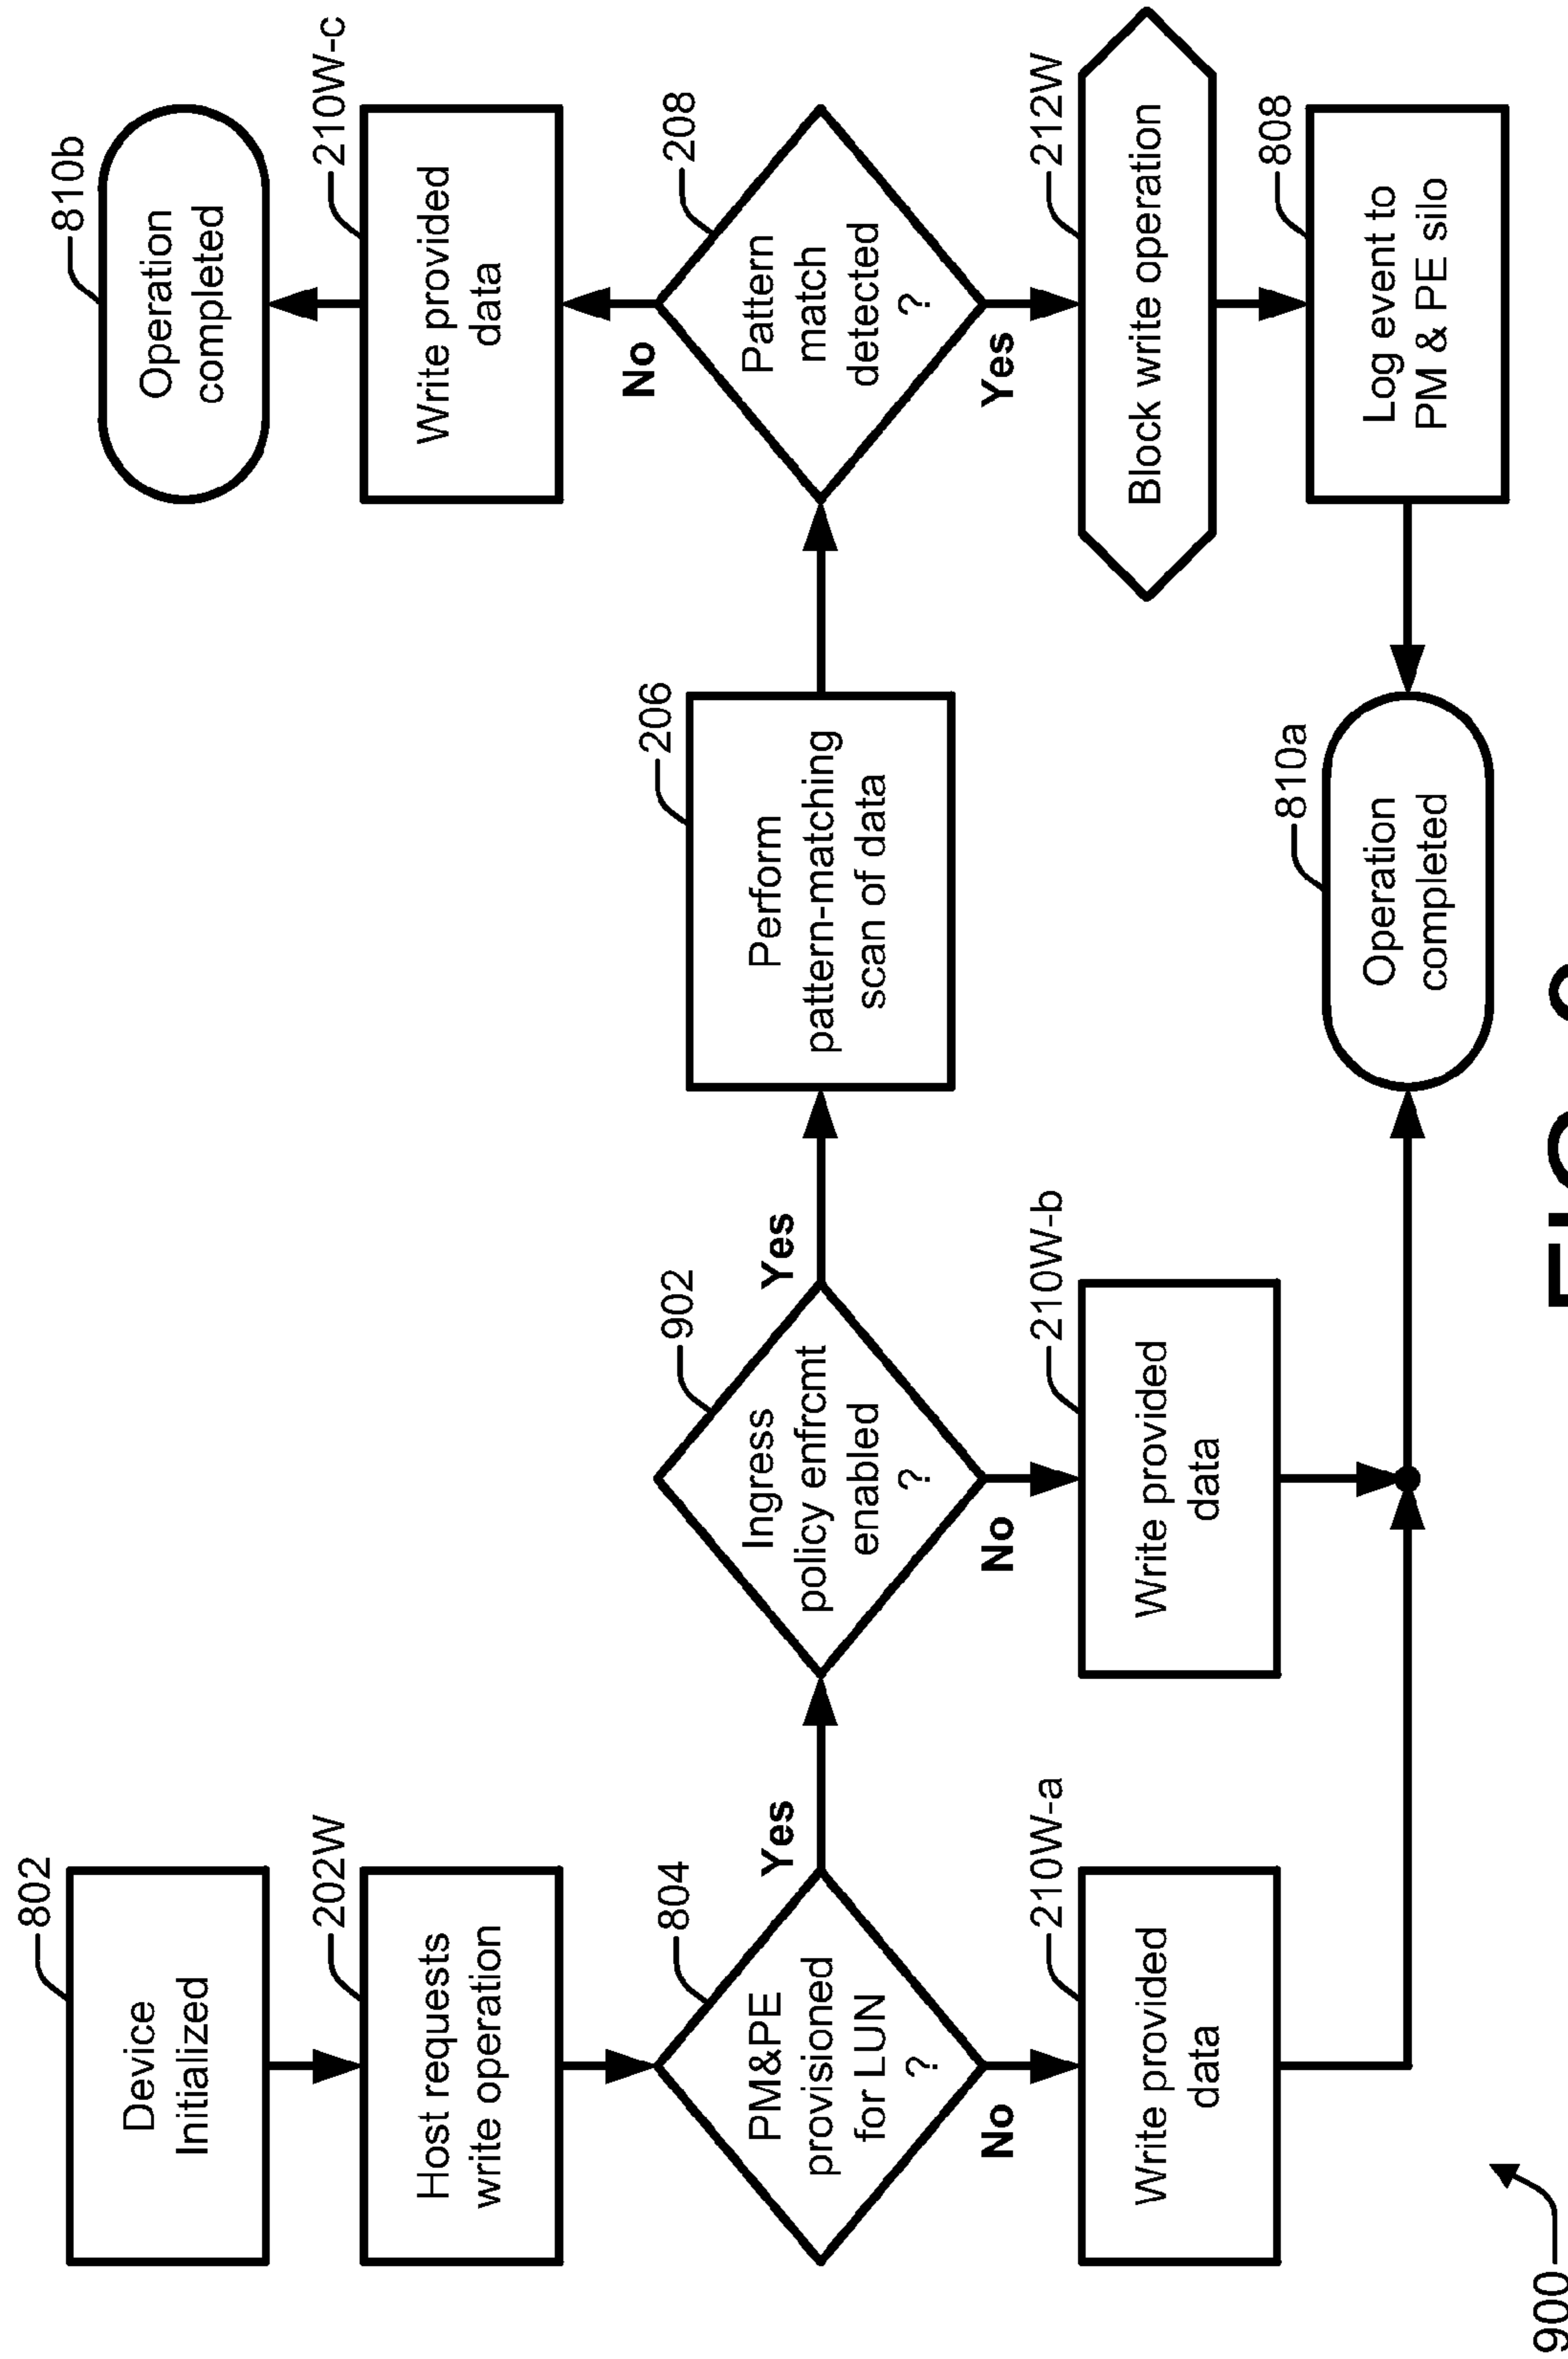 802
Device
Initialized
202W
Host requests
write operation
804
PM&PE
provisioned
for LUN
?
Yes
No
210W-a
Write provided
data
902
Ingress
policy enfrcmt
enabled
?
Yes
No
210W-b
Write provided
data
206
Perform
pattern-matching
scan of data
208
Pattern
match
detected
?
No
Yes
210W-c
Write provided
data
810b
Operation
completed
212W
Block write operation
808
Log event to
PM & PE silo
810a
Operation
completed
900